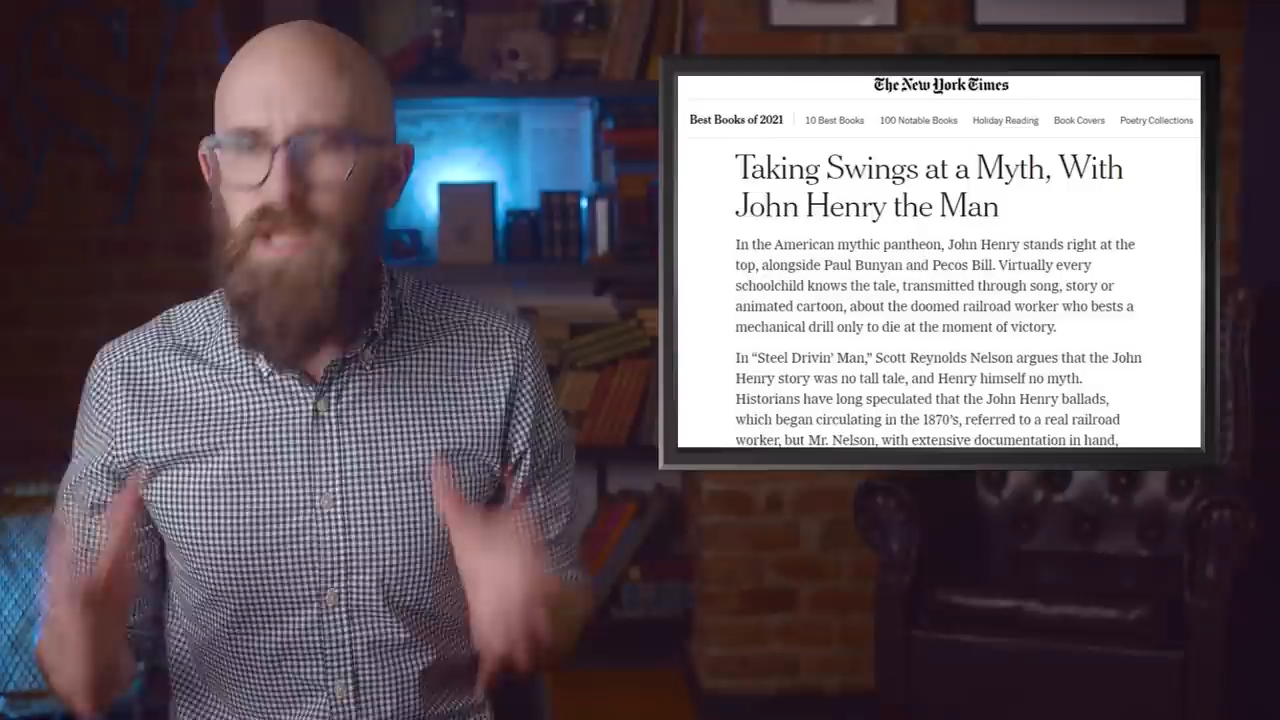 The New York Times
Best Books of 2021 10 Best Books 100 Notable Books Holiday Reading Book Covers Poetry Collections
Taking Swings at a Myth, With
John Henry the Man
In the American mythic pantheon, John Henry stands right at the
top, alongside Paul Bunyan and Pecos Bill. Virtually every
schoolchild knows the tale, transmitted through song, story or
animated cartoon, about the doomed railroad worker who bests a
mechanical drill only to die at the moment of victory.
In “Steel Drivin’ Man,” Scott Reynolds Nelson argues that the John
Henry story was no tall tale, and Henry himself no myth.
Historians have long speculated that the John Henry ballads,
which began circulating in the 1870’s, referred to a real railroad
worker, but Mr. Nelson, with extensive documentation in hand,